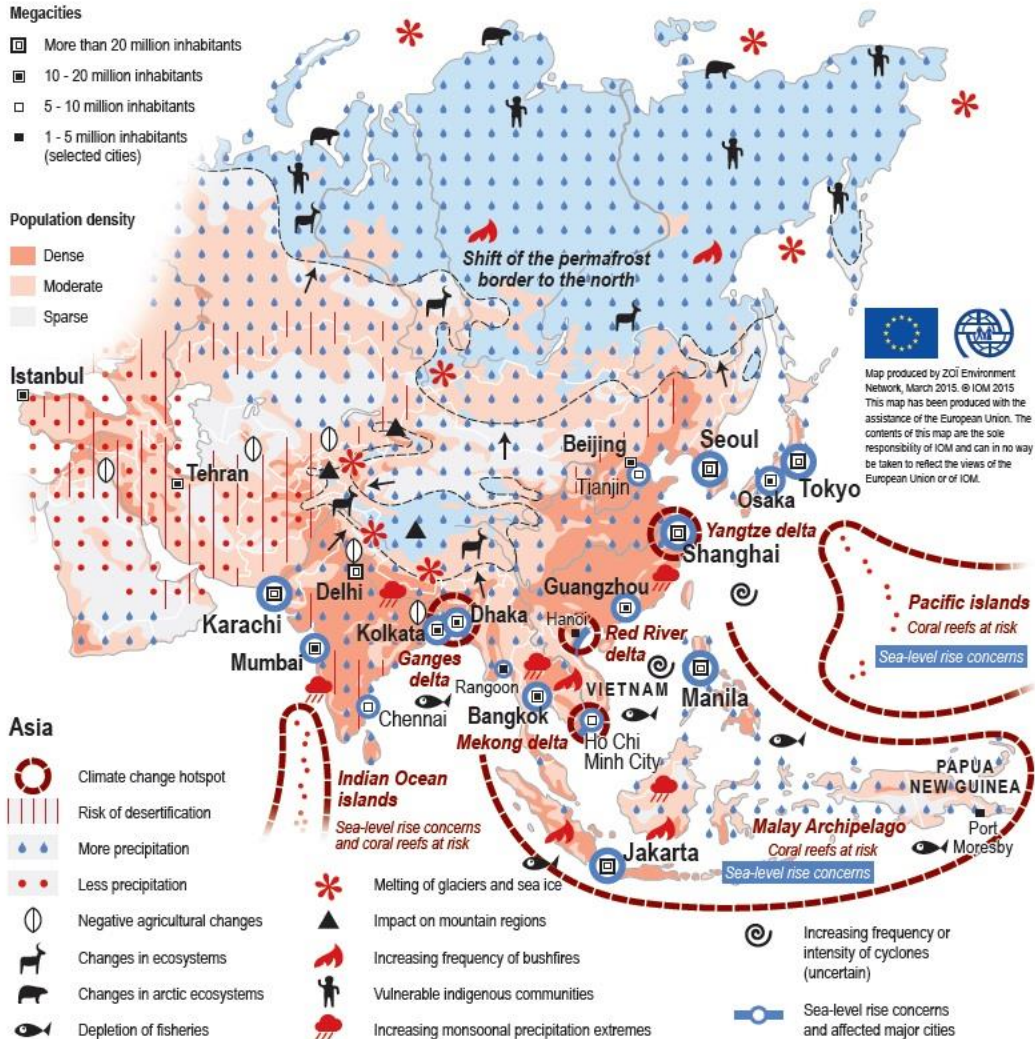 Megacities
More than 20 million inhabitants
10 - 20 million inhabitants
5 - 10 million inhabitants
1 - 5 million inhabitants
(selected cities)
Population density
Dense
Moderate
Sparse
Shift of the permafrost
border to the north
Map produced by ZOÏ Environment
Network, March 2015. © IOM 2015
This map has been produced with the
assistance of the European Union. The
contents of this map are the sole
responsibility of IOM and can in no way
be taken to reflect the views of the
European Union or of IOM.
Istanbul
Tehran
Beijing
Tianjin
Seoul
Osaka
Tokyo
Yangtze delta
Shanghai
Delhi
Karachi
Guangzhou
Dhaka
Kolkata
Hanoi
Red River
delta
Mumbai
Ganges
delta
Rangoon
VIETNAM
Manila
Chennai
Bangkok
Mekong delta
Ho Chi
Minh City
Pacific islands
Coral reefs at risk
Sea-level rise concerns
Indian Ocean
islands
Sea-level rise concerns
and coral reefs at risk
PAPUA
NEW GUINEA
Port
Moresby
Malay Archipelago
Coral reefs at risk
Sea-level rise concerns
Jakarta
Asia
Climate change hotspot
Risk of desertification
More precipitation
Less precipitation
Negative agricultural changes
Changes in ecosystems
Changes in arctic ecosystems
Depletion of fisheries
Melting of glaciers and sea ice
Impact on mountain regions
Increasing frequency of bushfires
Vulnerable indigenous communities
Increasing monsoonal precipitation extremes
Increasing frequency or
intensity of cyclones
(uncertain)
Sea-level rise concerns
and affected major cities